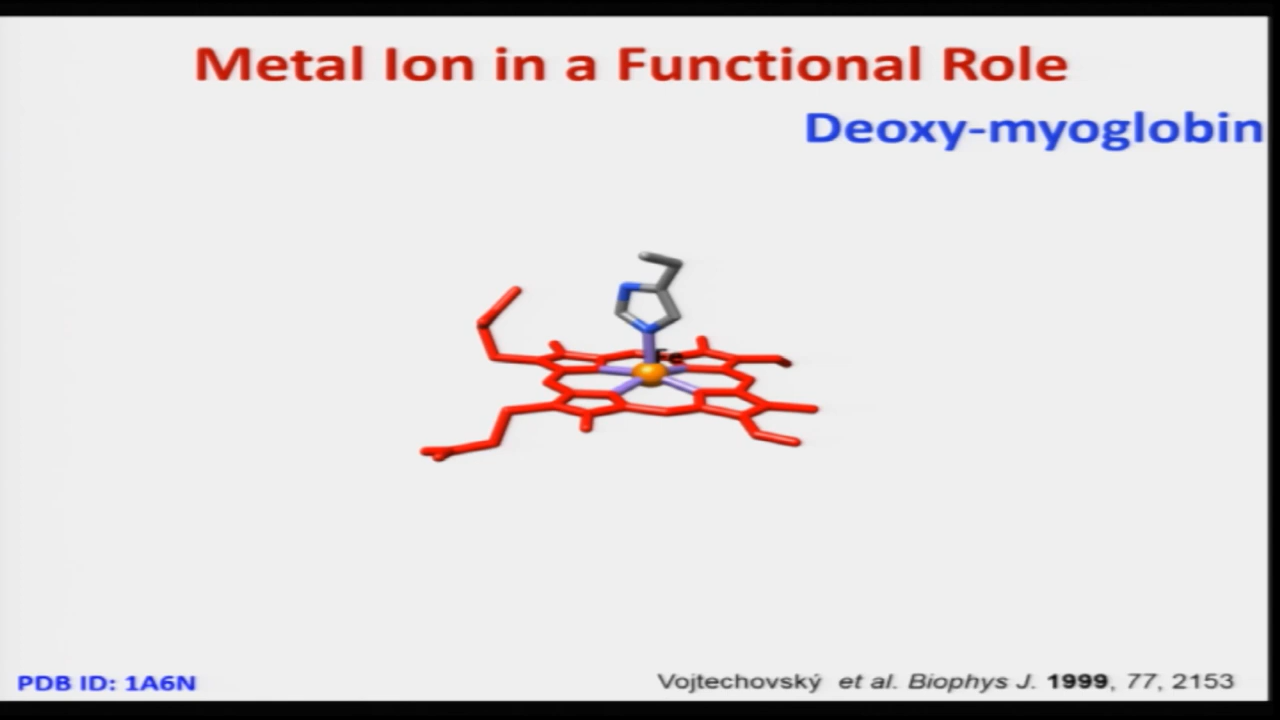 Metal Ion in a Functional Role
Deoxy-myoglobin
Fe
PDB ID: 1A6N
Vojtechovský et al. Biophys J. 1999, 77, 2153